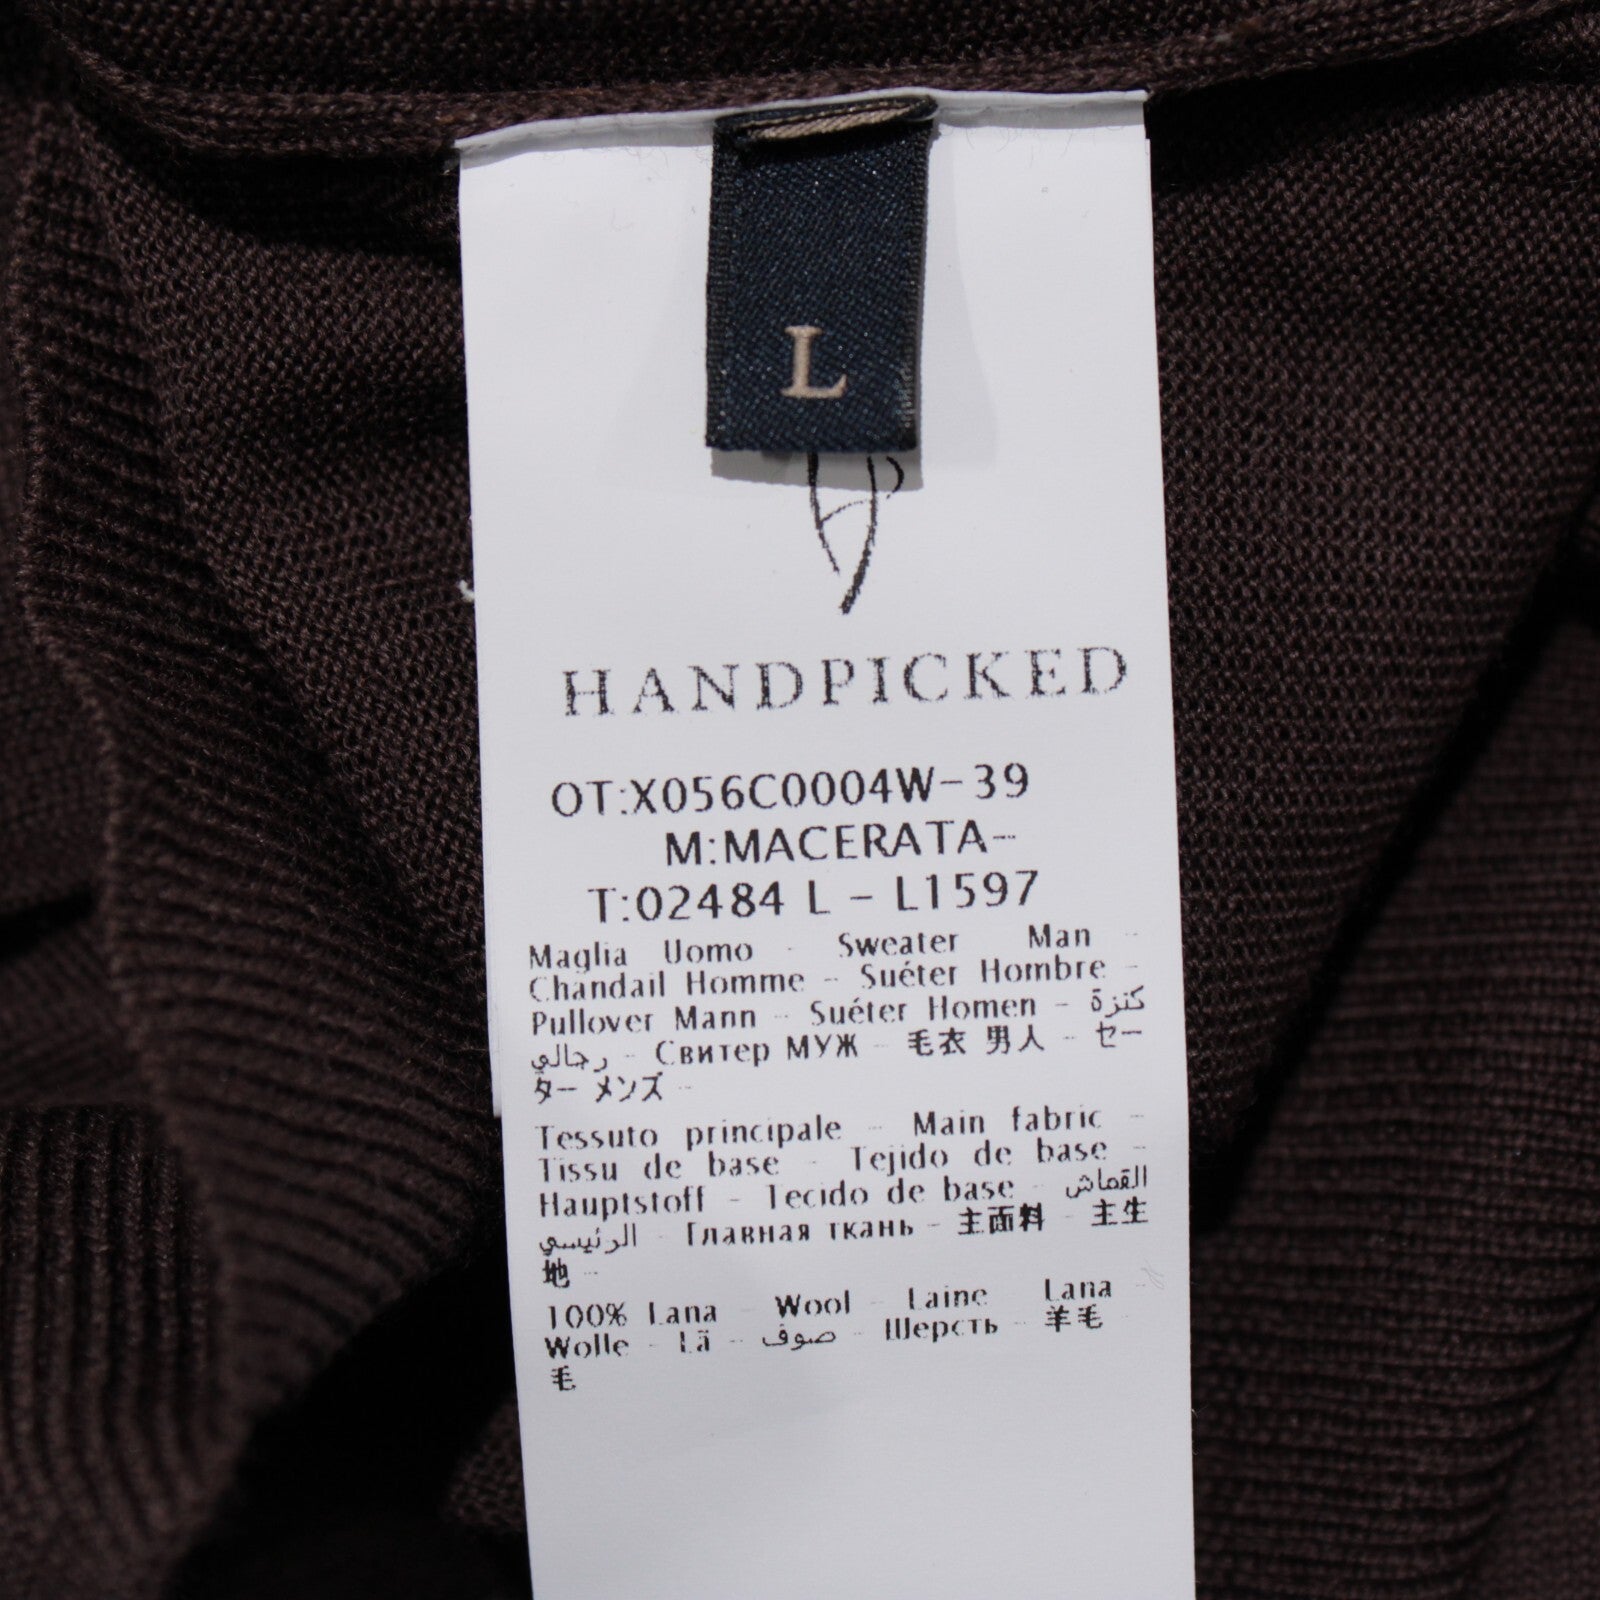 L
HANDPICKED
OT:X056C0004W-39
M:MACERATA-
T:02484 L - L1597
Maglia Uomo - Sweater Man -
Chandail Homme - Suéter Hombre -
Pullover Mann - Suéter Homen - كنزة
رجالي - Свитер МУЖ - 毛衣 男人 - セー
ター メンズ -
Tessuto principale - Main fabric -
Tissu de base - Tejido de base -
Hauptstoff - Tecido de base - القماش
الرئيسي - Главная ткань - 主面料 - 主生
地 -
100% Lana - Wool - Laine - Lana -
Wolle - Lã - صوف - Шерсть - 羊毛 -
毛